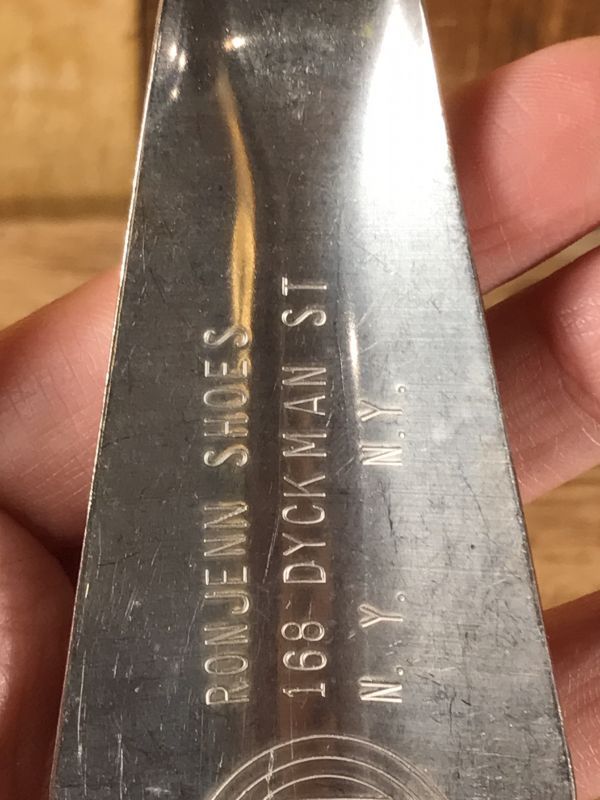 RONJENN SHOES
168 DYCKMAN ST
N. Y. N.Y.